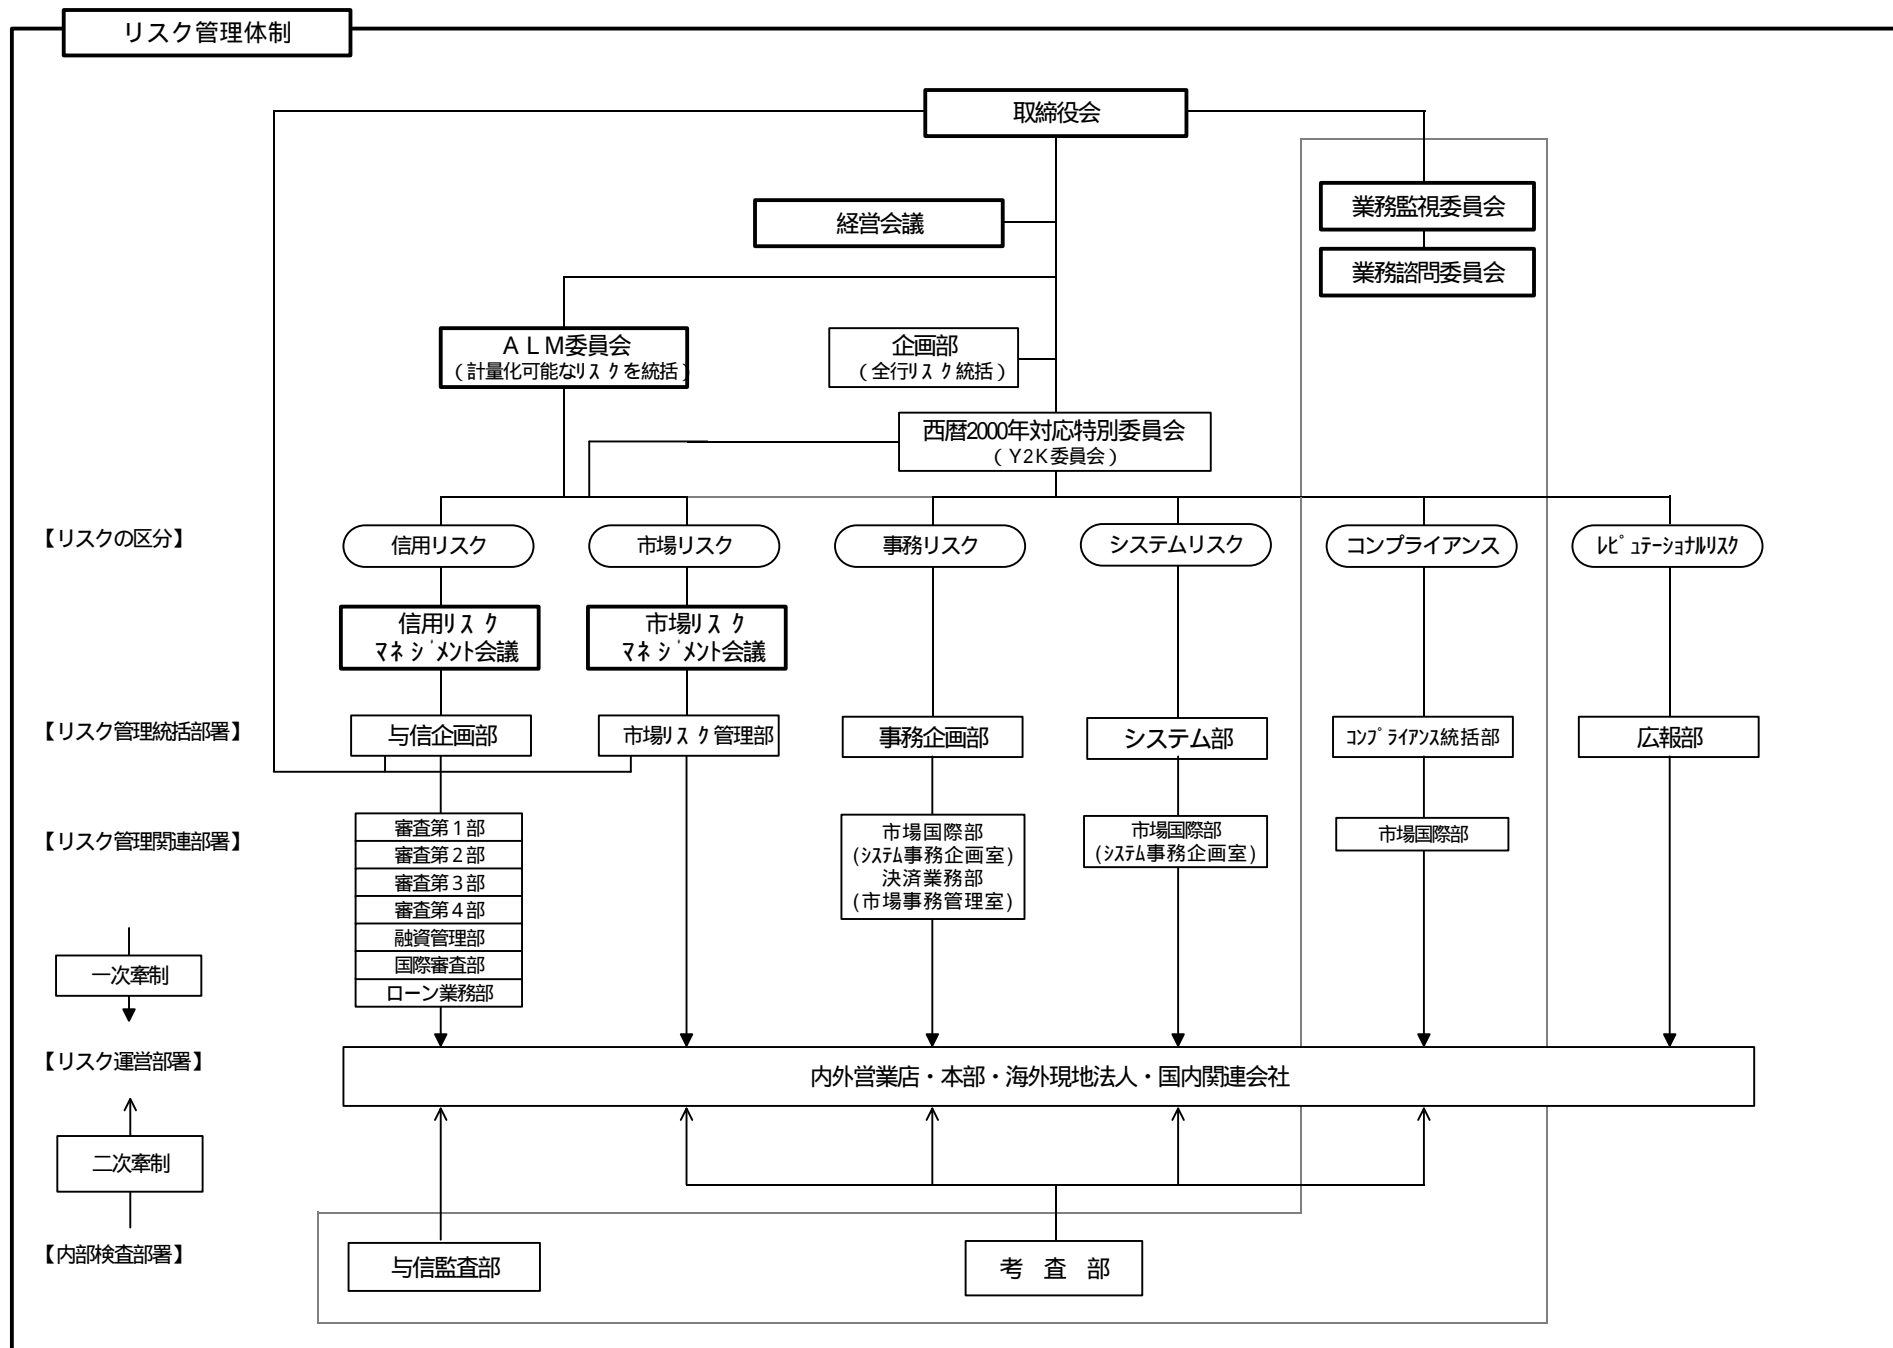 リスク管理体制
取締役会
業務監視委員会
経営会議
業務諮問委員会
ALM委員会
(計量化可能なﾘｽｸを統括)
企画部
(全行ﾘｽｸ統括)
西暦2000年対応特別委員会
(Y2K委員会)
【リスクの区分】
信用リスク
市場リスク
事務リスク
システムリスク
コンプライアンス
ﾚﾋﾟｭﾃｰｼｮﾅﾙﾘｽｸ
信用ﾘｽｸ
ﾏﾈｼﾞﾒﾝﾄ会議
市場ﾘｽｸ
ﾏﾈｼﾞﾒﾝﾄ会議
【リスク管理統括部署】
与信企画部
市場ﾘｽｸ管理部
事務企画部
システム部
ｺﾝﾌﾟﾗｲｱﾝｽ統括部
広報部
【リスク管理関連部署】
審査第1部
審査第2部
審査第3部
審査第4部
融資管理部
国際審査部
ローン業務部
市場国際部
(ｼｽﾃﾑ事務企画室)
決済業務部
(市場事務管理室)
市場国際部
(ｼｽﾃﾑ事務企画室)
市場国際部
一次牽制
【リスク運営部署】
内外営業店・本部・海外現地法人・国内関連会社
二次牽制
【内部検査部署】
与信監査部
考 査 部